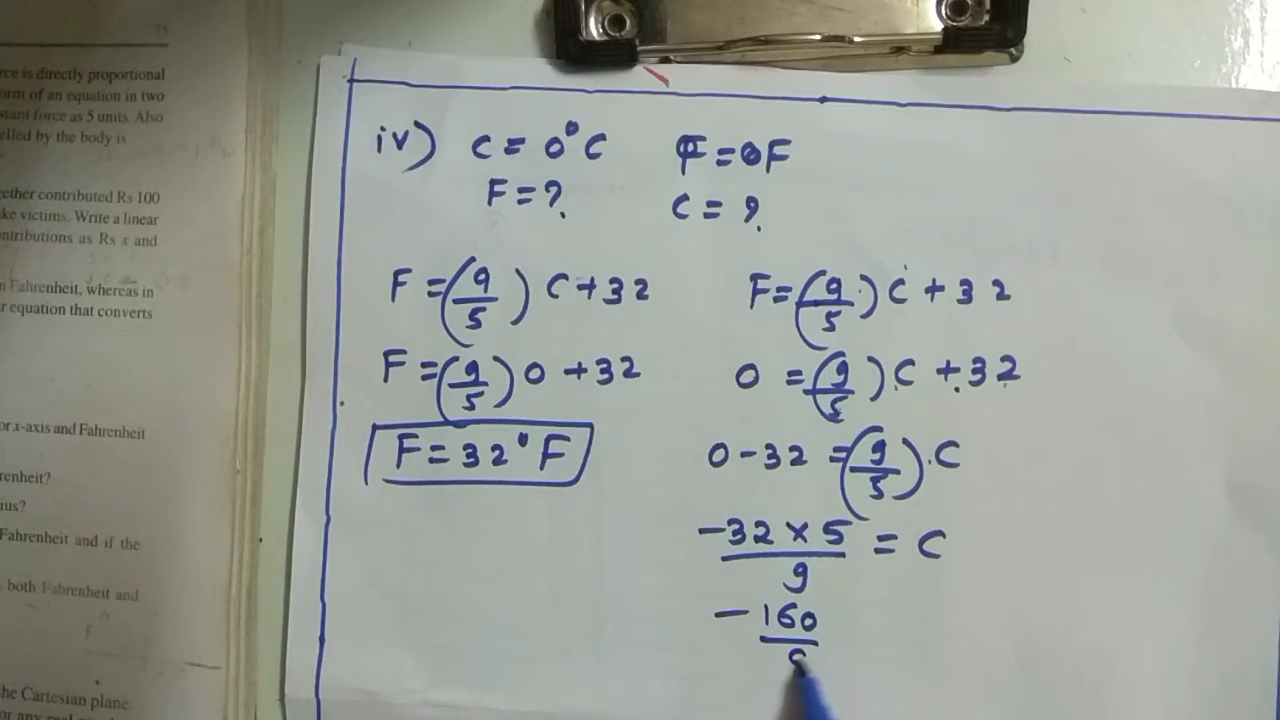 75
rce is directly proportional
orm of an equation in two
stant force as 5 units. Also
elled by the body is
gether contributed Rs 100
ke victims. Write a linear
ntributions as Rs x and
n Fahrenheit, whereas in
r equation that converts
or x-axis and Fahrenheit
renheit?
ius?
Fahrenheit and if the
both Fahrenheit and
the Cartesian plane
iv) C = 0°C F = 0F
F = ? C = ?
F = (9/5) C + 32
F = (9/5) 0 + 32
F = 32°F
F = (9/5) C + 32
0 = (9/5) C + 32
0 - 32 = (9/5) . C
-32 × 5 / 9 = C
-160